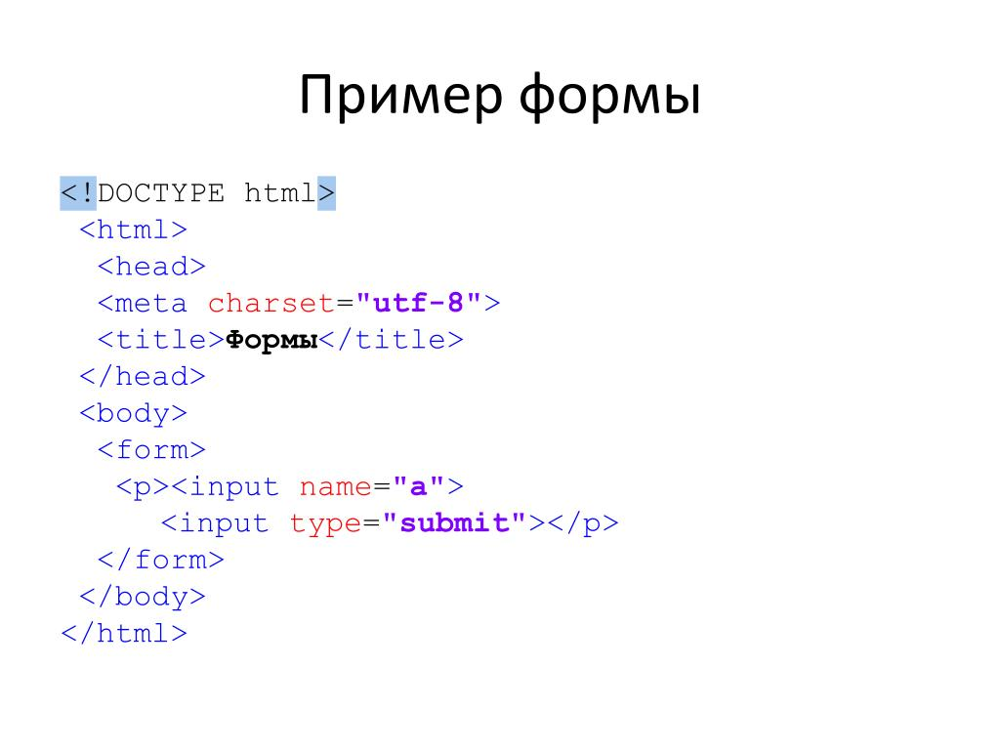 Пример формы
<!DOCTYPE html>
<html>
<head>
<meta charset="utf-8">
<title>Формы</title>
</head>
<body>
<form>
<p><input name="a">
<input type="submit"></p>
</form>
</body>
</html>